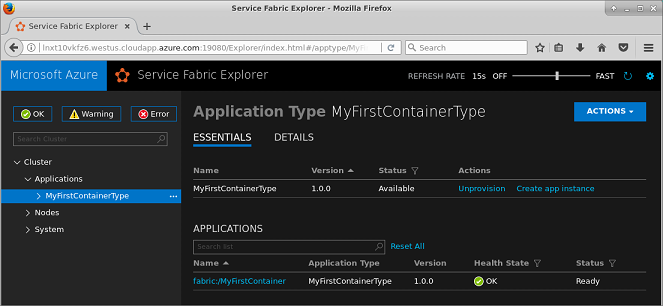 Service Fabric Explorer - Mozilla Firefox
Service Fabric Explorer
lnxt10vkfz6.westus.cloudapp.azure.com:19080/Explorer/index.html#/apptype/MyF
Search
Microsoft Azure
Service Fabric Explorer
REFRESH RATE 15s OFF FAST
OK
Warning
Error
Search Cluster
Cluster
Applications
MyFirstContainerType
Nodes
System
Application Type MyFirstContainerType
ACTIONS
ESSENTIALS DETAILS
Name Version Status Actions
MyFirstContainerType 1.0.0 Available Unprovision Create app instance
APPLICATIONS
Search list Reset All
Name Application Type Version Health State Status
fabric:/MyFirstContainer MyFirstContainerType 1.0.0 OK Ready